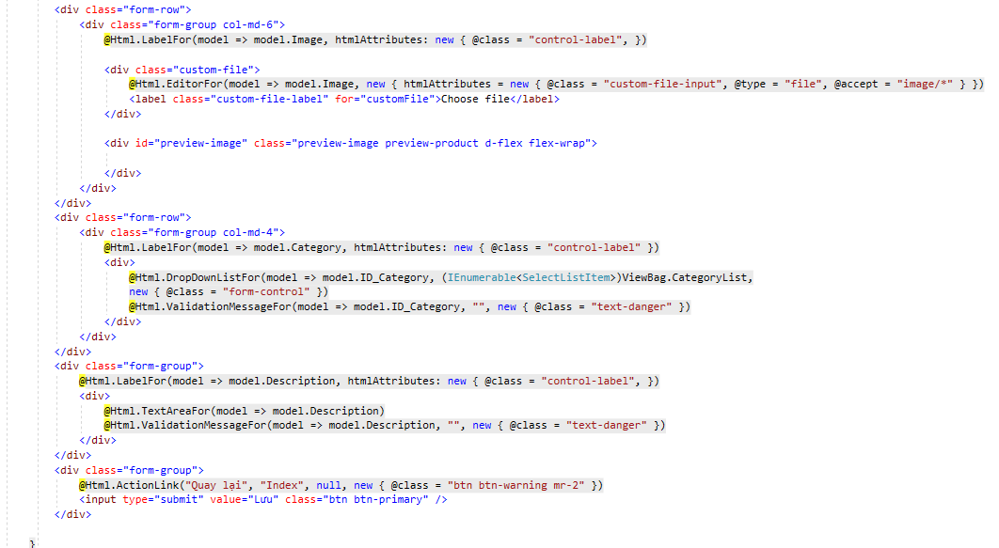 <div class="form-row">
<div class="form-group col-md-6">
@Html.LabelFor(model => model.Image, htmlAttributes: new { @class = "control-label", })
<div class="custom-file">
@Html.EditorFor(model => model.Image, new { htmlAttributes = new { @class = "custom-file-input", @type = "file", @accept = "image/*" } })
<label class="custom-file-label" for="customFile">Choose file</label>
</div>
<div id="preview-image" class="preview-image preview-product d-flex flex-wrap">
</div>
</div>
</div>
<div class="form-row">
<div class="form-group col-md-4">
@Html.LabelFor(model => model.Category, htmlAttributes: new { @class = "control-label" })
<div>
@Html.DropDownListFor(model => model.ID_Category, (IEnumerable<SelectListItem>)ViewBag.CategoryList,
new { @class = "form-control" })
@Html.ValidationMessageFor(model => model.ID_Category, "", new { @class = "text-danger" })
</div>
</div>
</div>
<div class="form-group">
@Html.LabelFor(model => model.Description, htmlAttributes: new { @class = "control-label", })
<div>
@Html.TextAreaFor(model => model.Description)
@Html.ValidationMessageFor(model => model.Description, "", new { @class = "text-danger" })
</div>
</div>
<div class="form-group">
@Html.ActionLink("Quay lại", "Index", null, new { @class = "btn btn-warning mr-2" })
<input type="submit" value="Lưu" class="btn btn-primary" />
</div>
}